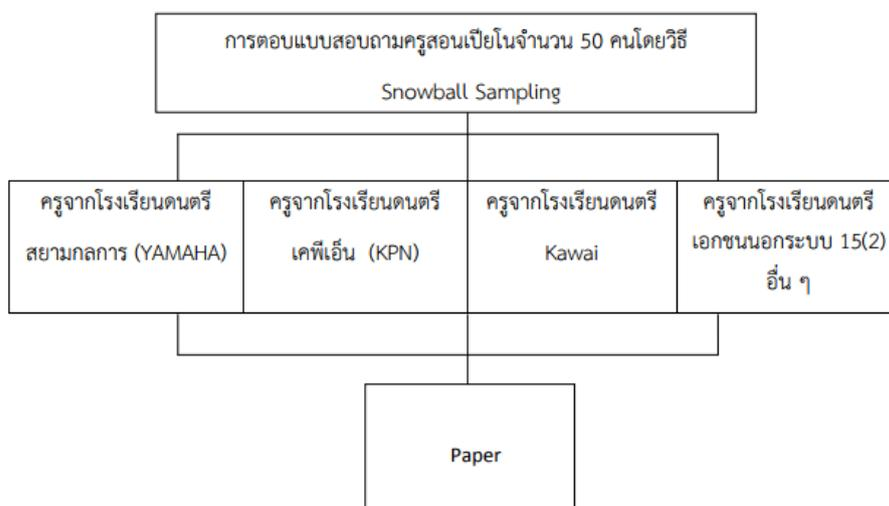 การตอบแบบสอบถามครูสอนเปียโนจำนวน 50 คนโดยวิธี
Snowball Sampling
ครูจากโรงเรียนดนตรี
สยามกลการ (YAMAHA)
ครูจากโรงเรียนดนตรี
เคพีเอ็น (KPN)
ครูจากโรงเรียนดนตรี
Kawai
ครูจากโรงเรียนดนตรี
เอกชนนอกระบบ 15(2)
อื่น ๆ
Paper